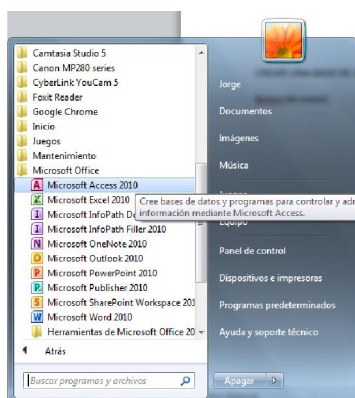 Camtasia Studio 5
Canon MP280 series
CyberLink YouCam 5
Foxit Reader
Google Chrome
Inicio
Juegos
Mantenimiento
Microsoft Office
Microsoft Access 2010
Microsoft Excel 2010
Microsoft InfoPath De
Microsoft InfoPath Filler 2010
Microsoft OneNote 2010
Microsoft Outlook 2010
Microsoft PowerPoint 2010
Microsoft Publisher 2010
Microsoft SharePoint Workspace 201
Microsoft Word 2010
Herramientas de Microsoft Office 20
Atrás
Buscar programas y archivos
Cree bases de datos y programas para controlar y adr
información mediante Microsoft Access.
Jorge
Documentos
Imágenes
Música
Juegos
Equipo
Panel de control
Dispositivos e impresoras
Programas predeterminados
Ayuda y soporte técnico
Apagar